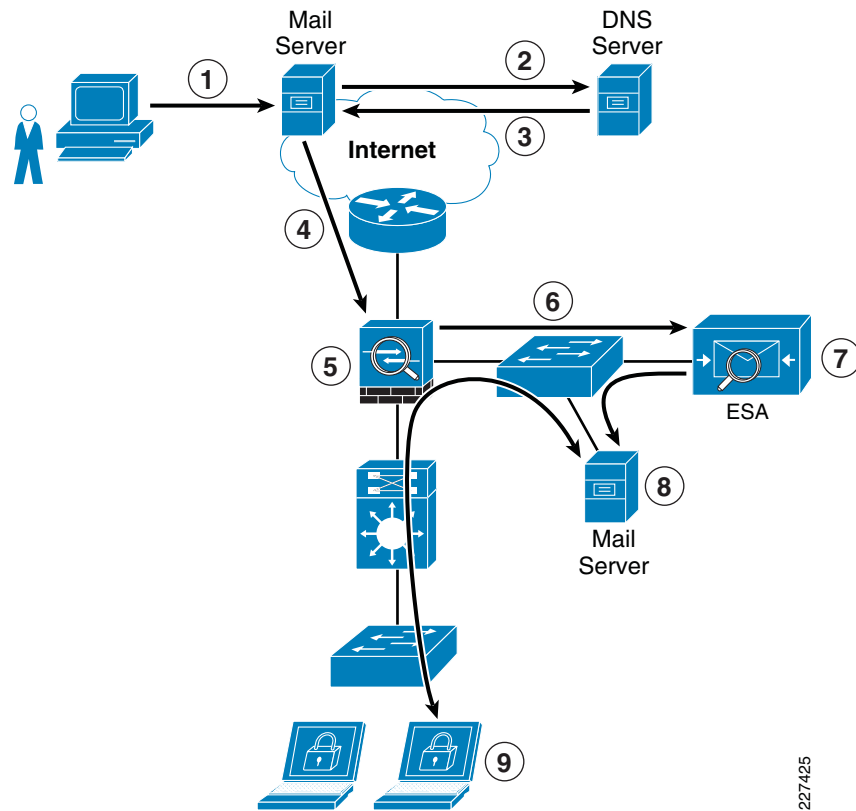 Mail
Server
DNS
Server
1
2
3
Internet
4
5
6
7
ESA
8
Mail
Server
9
227425